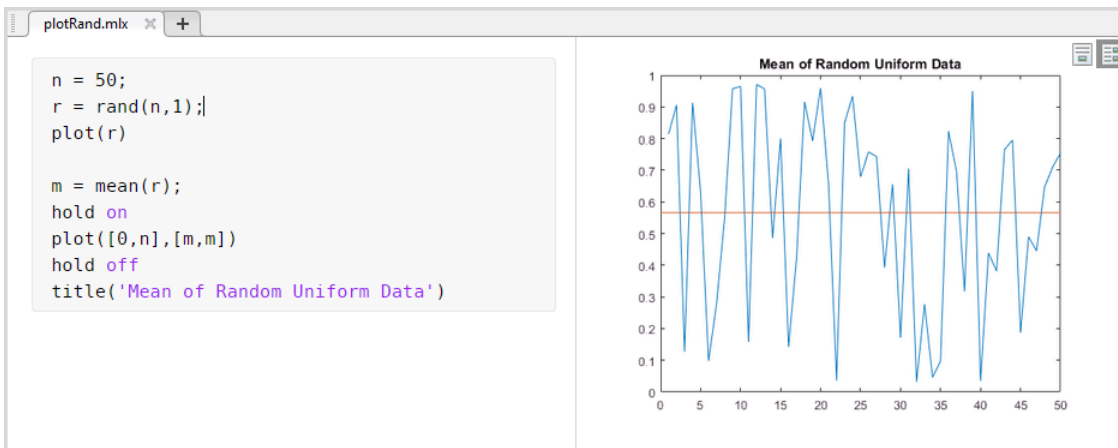 plotRand.mlx
n = 50;
r = rand(n,1);
plot(r)
m = mean(r);
hold on
plot([0,n],[m,m])
hold off
title('Mean of Random Uniform Data')
Mean of Random Uniform Data
1
0.9
0.8
0.7
0.6
0.5
0.4
0.3
0.2
0.1
0
0 5 10 15 20 25 30 35 40 45 50